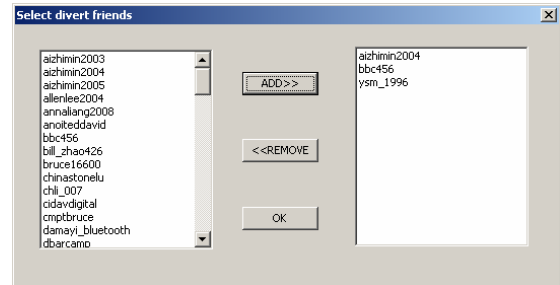 Select divert friends
aizhimin2003
aizhimin2004
aizhimin2005
allenlee2004
annaliang2008
anoiteddavid
bbc456
bill_zhao426
bruce16600
chinastonelu
chli_007
cidavdigital
cmptbruce
damayi_bluetooth
dbarcamp
ADD>>
<<REMOVE
OK
aizhimin2004
bbc456
ysm_1996